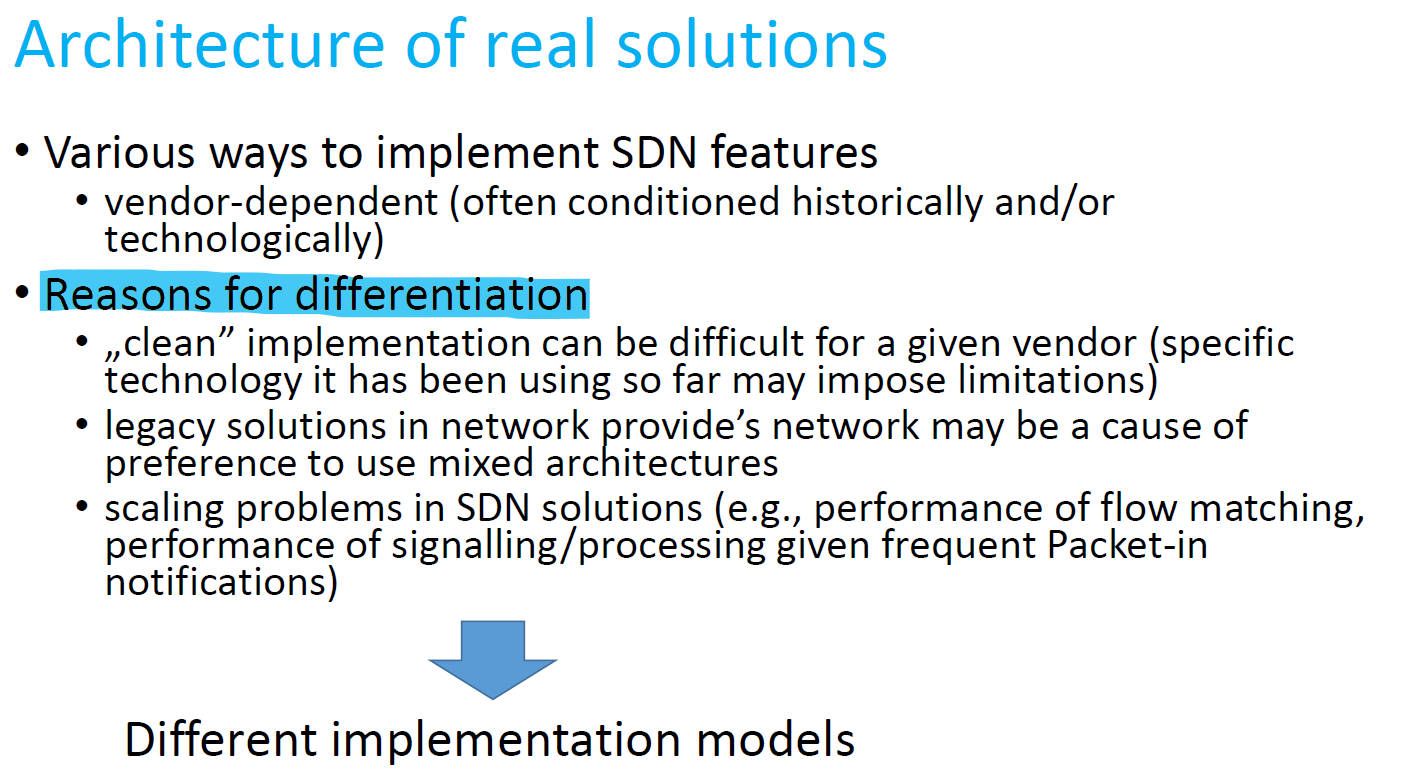 Architecture of real solutions
• Various ways to implement SDN features
• vendor-dependent (often conditioned historically and/or
technologically)
• Reasons for differentiation
• „clean” implementation can be difficult for a given vendor (specific
technology it has been using so far may impose limitations)
• legacy solutions in network provide’s network may be a cause of
preference to use mixed architectures
• scaling problems in SDN solutions (e.g., performance of flow matching,
performance of signalling/processing given frequent Packet-in
notifications)
Different implementation models